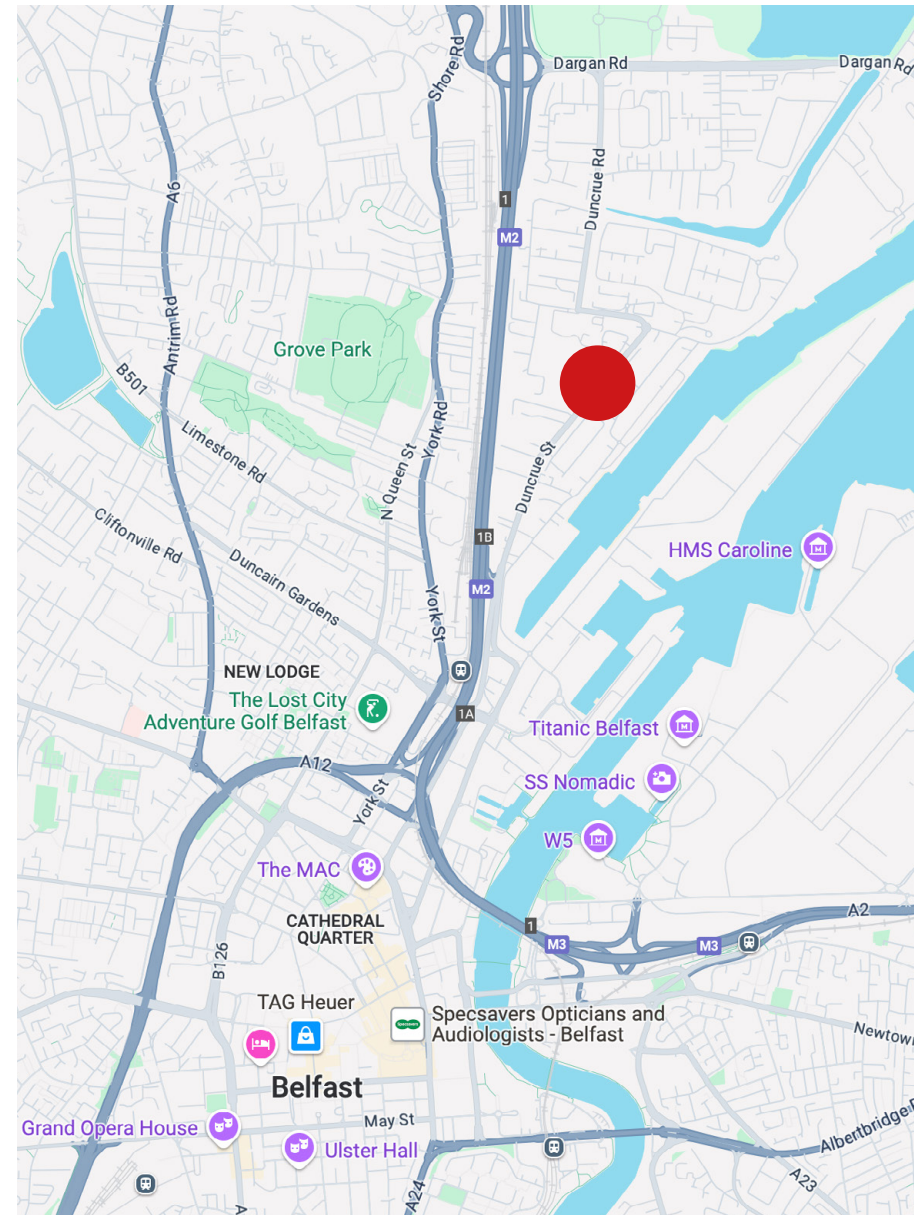 Shore Rd
Dargan Rd
Dargan Rd
A6
Duncrue Rd
1
M2
Antrim Rd
Grove Park
B501
Limestone Rd
York Rd
N Queen St
Duncrue St
Cliftonville Rd
1B
HMS Caroline
Duncairn Gardens
M2
York St
NEW LODGE
The Lost City
Adventure Golf Belfast
1A
Titanic Belfast
A12
SS Nomadic
York St
W5
The MAC
A2
CATHEDRAL
QUARTER
1
M3
M3
B126
TAG Heuer
Specsavers
Specsavers Opticians and
Audiologists - Belfast
Newtow
Belfast
May St
Grand Opera House
Albertbridge
Ulster Hall
A23
A24
A